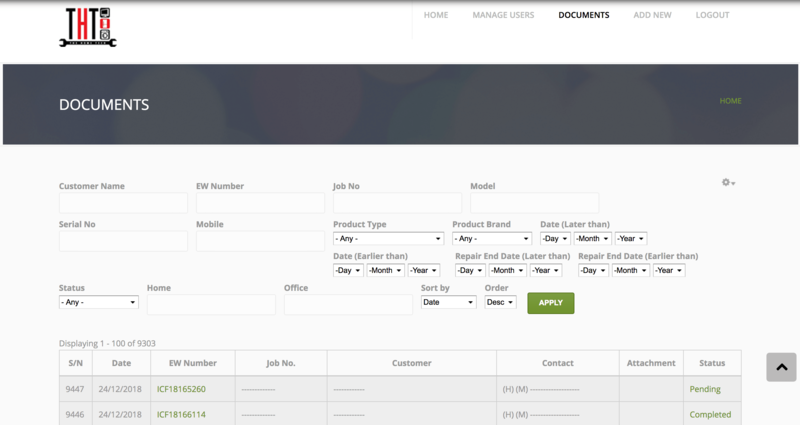 THT
HOME MANAGE USERS DOCUMENTS ADD NEW LOGOUT
DOCUMENTS
HOME
Customer Name EW Number Job No Model
Serial No Mobile Product Type Product Brand Date (Later than)
- Any - - Any - -Day -Month -Year
Date (Earlier than) Repair End Date (Later than) Repair End Date (Earlier than)
-Day -Month -Year -Day -Month -Year -Day -Month -Year
Status Home Office Sort by Order
- Any - Date Desc APPLY
Displaying 1 - 100 of 9303
S/N Date EW Number Job No. Customer Contact Attachment Status
9447 24/12/2018 ICF18165260 ------------- ------------ (H) (M) ------------------- Pending
9446 24/12/2018 ICF18166114 ------------- ------------ (H) (M) ------------------- Completed